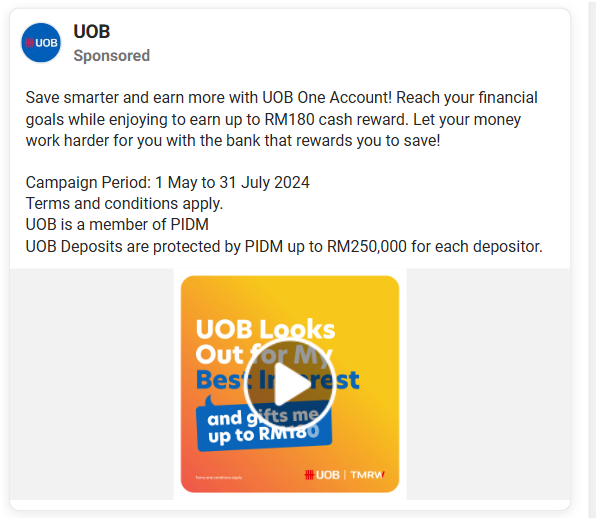 UOB
UOB
Sponsored
Save smarter and earn more with UOB One Account! Reach your financial
goals while enjoying to earn up to RM180 cash reward. Let your money
work harder for you with the bank that rewards you to save!
Campaign Period: 1 May to 31 July 2024
Terms and conditions apply.
UOB is a member of PIDM
UOB Deposits are protected by PIDM up to RM250,000 for each depositor.
UOB Looks
Out for My
Best Interest
and gifts me
up to RM180
Terms and conditions apply.
UOB | TMRW